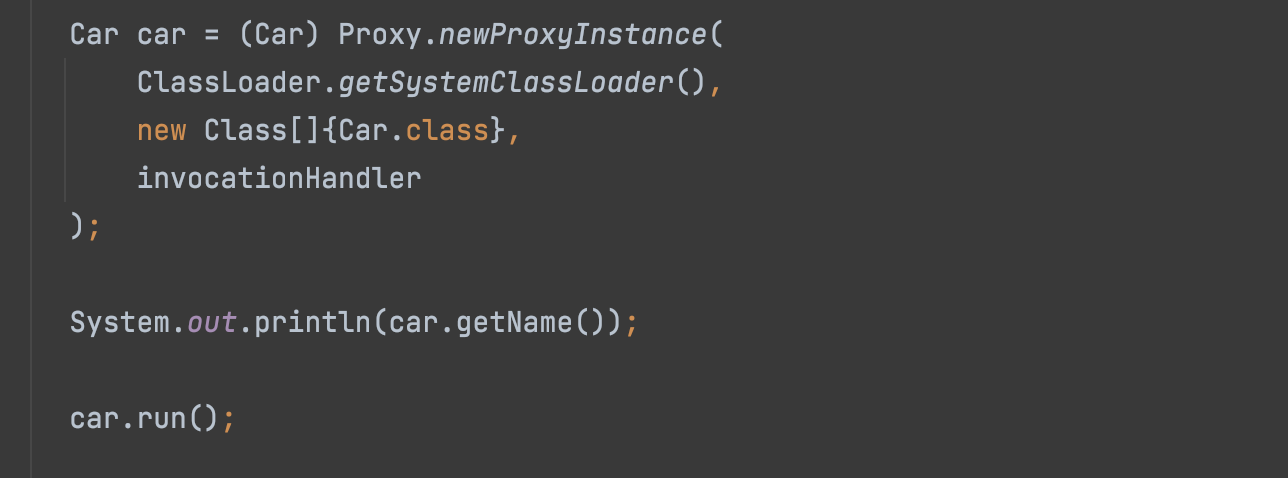 Car car = (Car) Proxy.newProxyInstance(
    ClassLoader.getSystemClassLoader(),
    new Class[]{Car.class},
    invocationHandler
);
System.out.println(car.getName());
car.run();